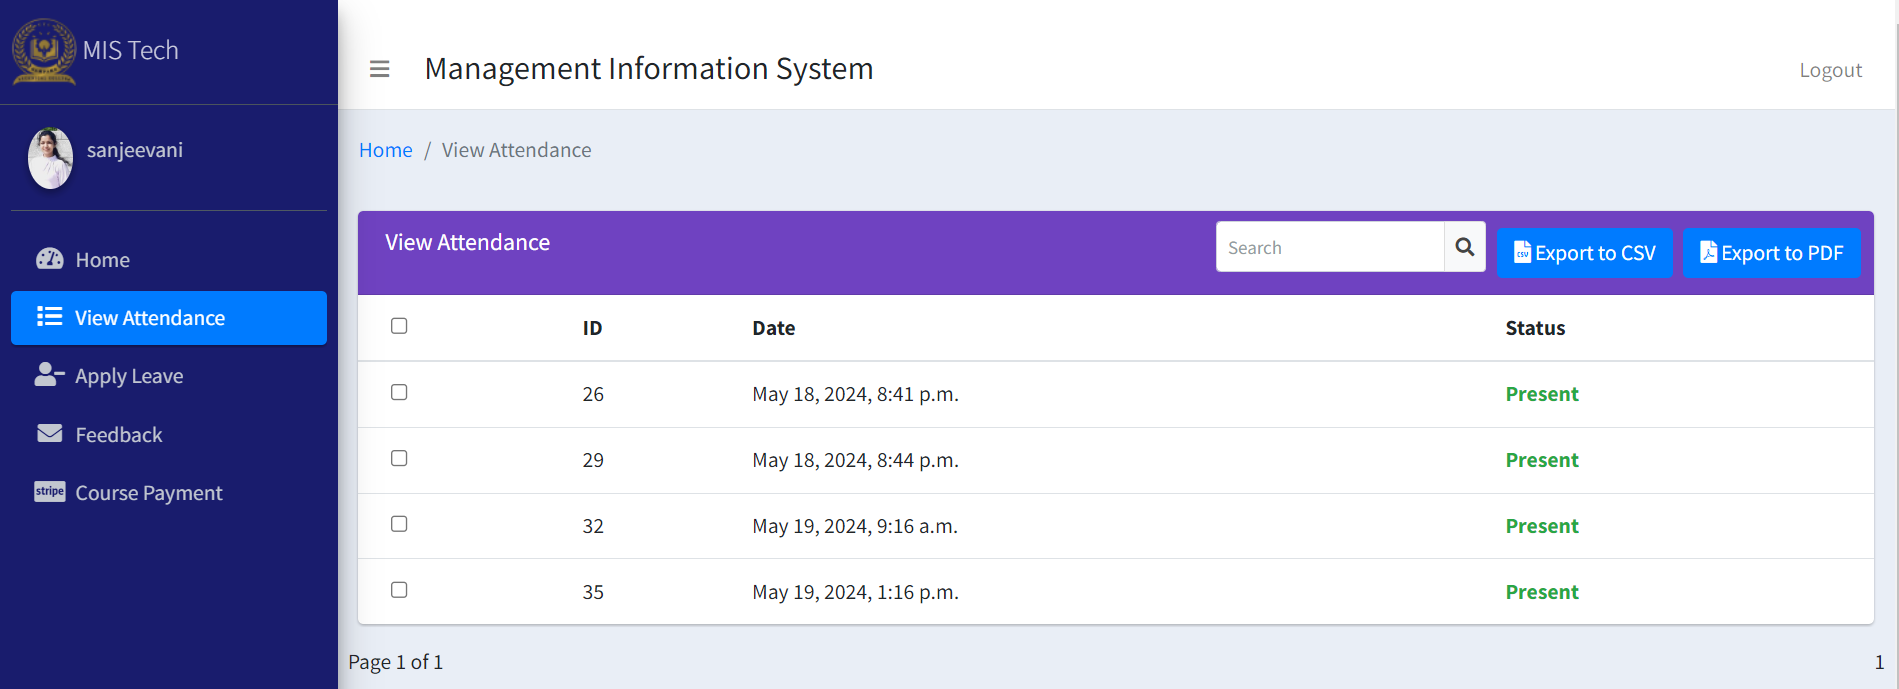 MIS Tech
sanjeevani
Home
View Attendance
Apply Leave
Feedback
stripe Course Payment
Management Information System
Logout
Home / View Attendance
View Attendance
Search
CSV Export to CSV
Export to PDF
ID Date Status
26 May 18, 2024, 8:41 p.m. Present
29 May 18, 2024, 8:44 p.m. Present
32 May 19, 2024, 9:16 a.m. Present
35 May 19, 2024, 1:16 p.m. Present
Page 1 of 1
1